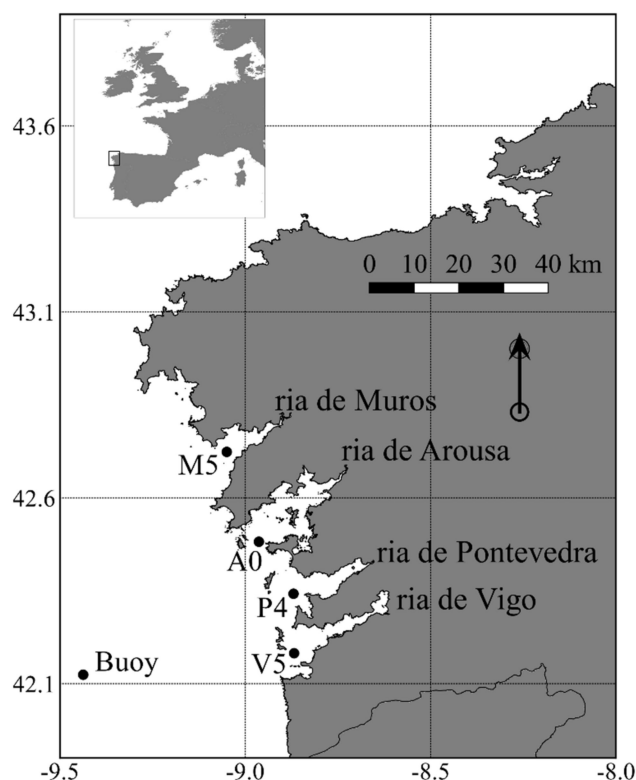 43.6
0 10 20 30 40 km
43.1
ria de Muros
M5
ria de Arousa
42.6
A0
ria de Pontevedra
P4
ria de Vigo
V5
Buoy
42.1
-9.5 -9.0 -8.5 -8.0